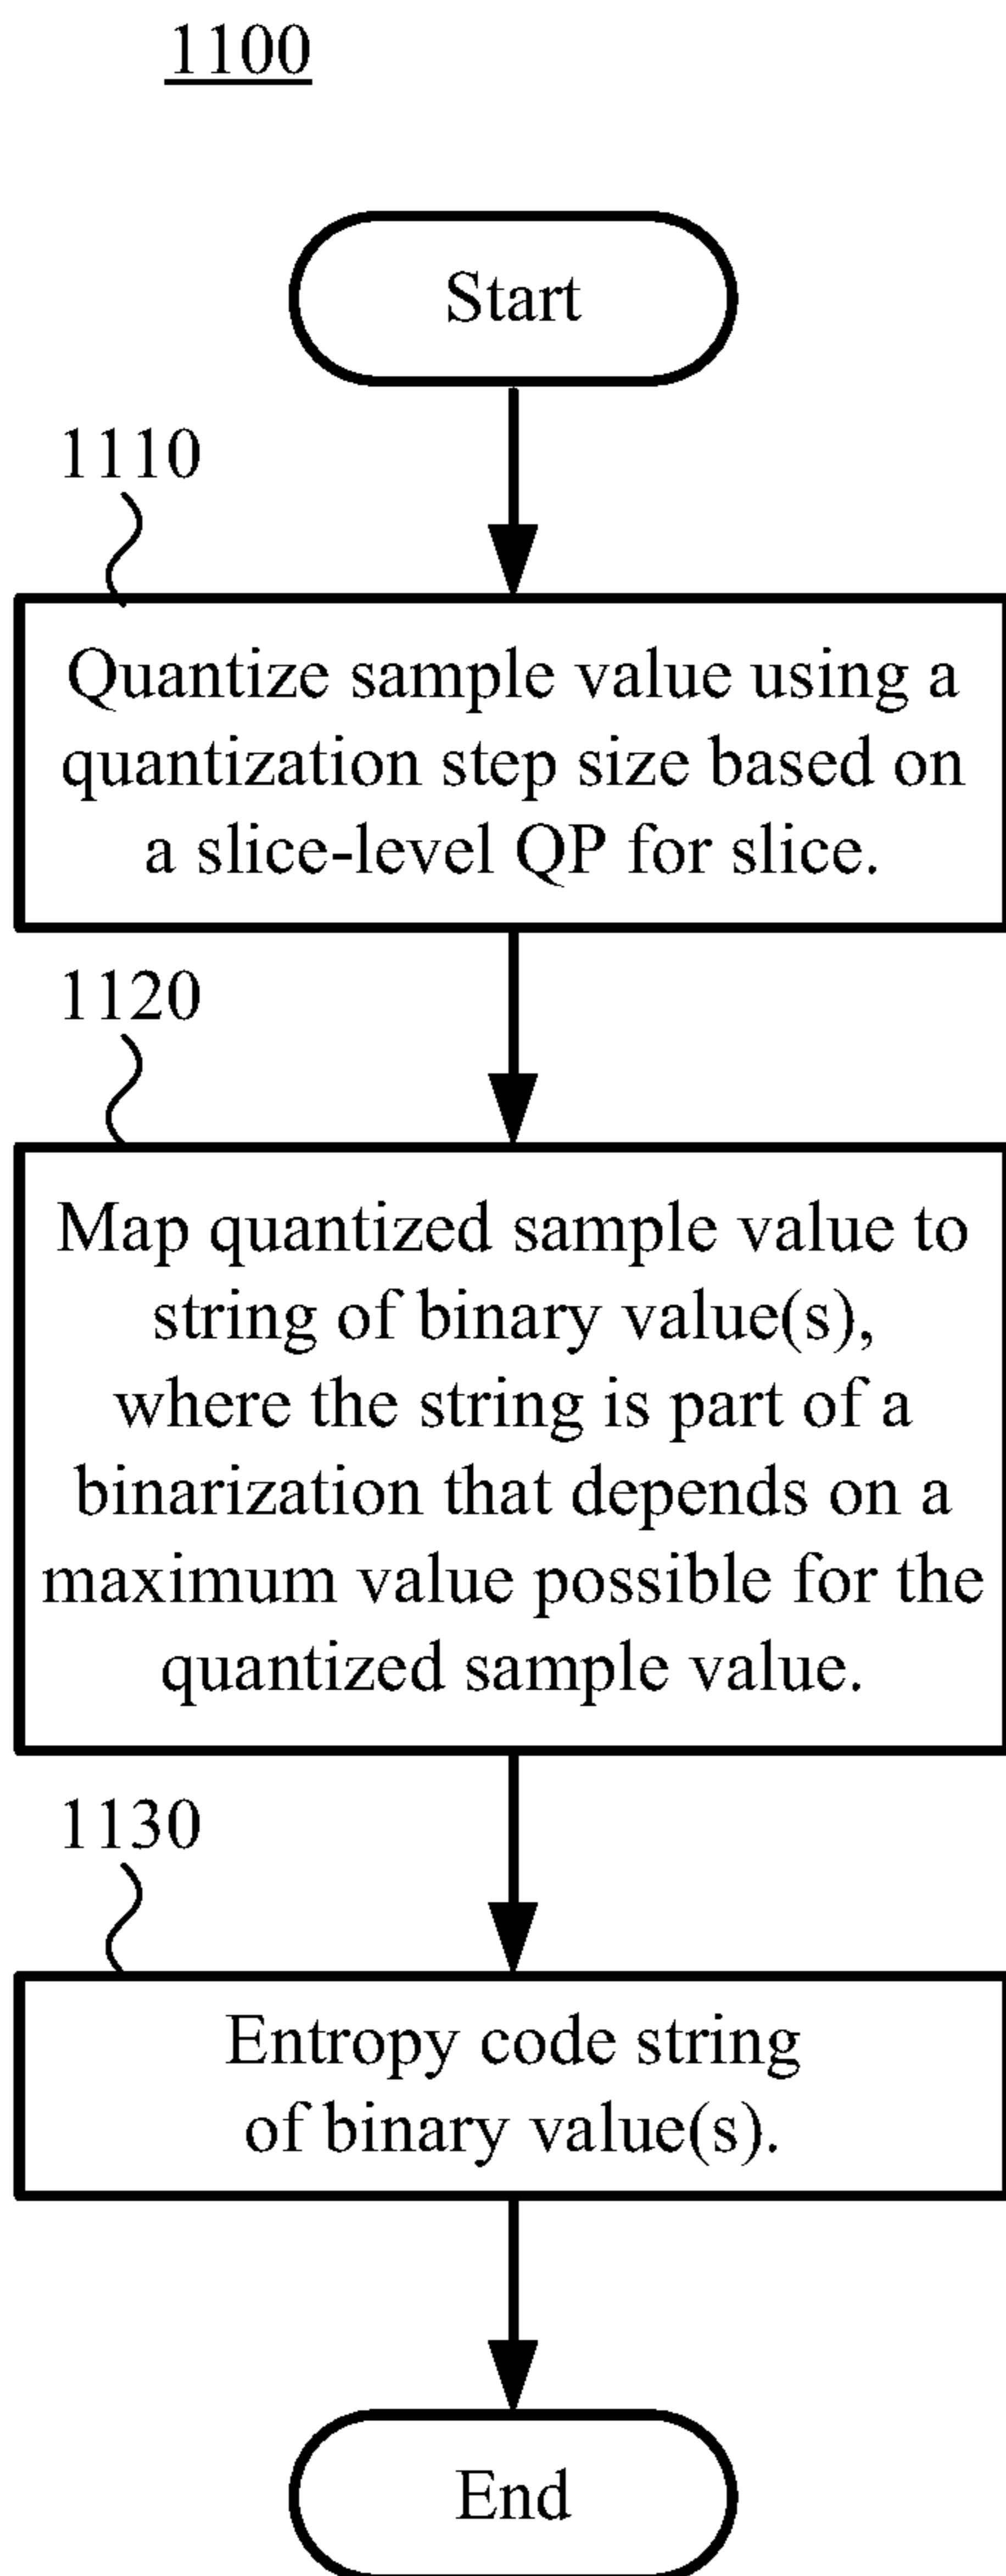 1100
Start
1110
Quantize sample value using a
quantization step size based on
a slice-level QP for slice.
1120
Map quantized sample value to
string of binary value(s),
where the string is part of a
binarization that depends on a
maximum value possible for the
quantized sample value.
1130
Entropy code string
of binary value(s).
End